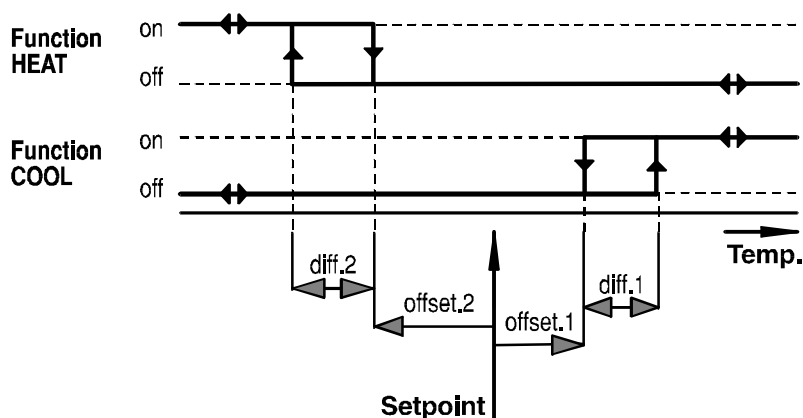 Function
HEAT
on
off
Function
COOL
on
off
Temp.
diff.2
diff.1
offset.2
offset.1
Setpoint